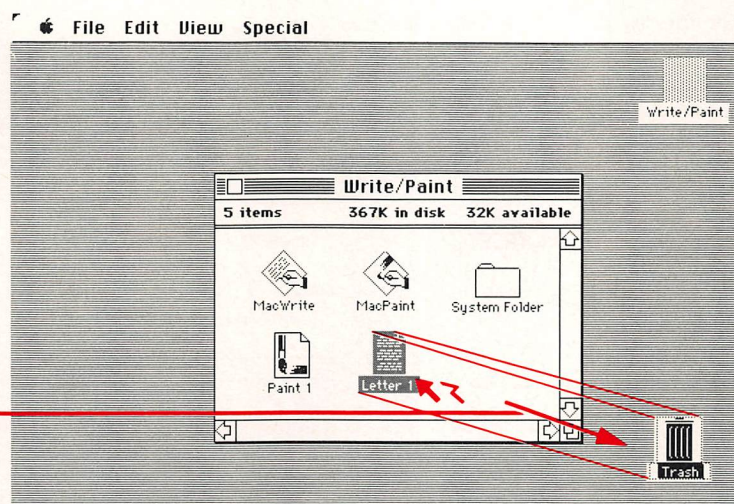 File Edit View Special
Write/Paint
Write/Paint
5 items 367K in disk 32K available
MacWrite MacPaint System Folder
Paint 1 Letter 1
Trash